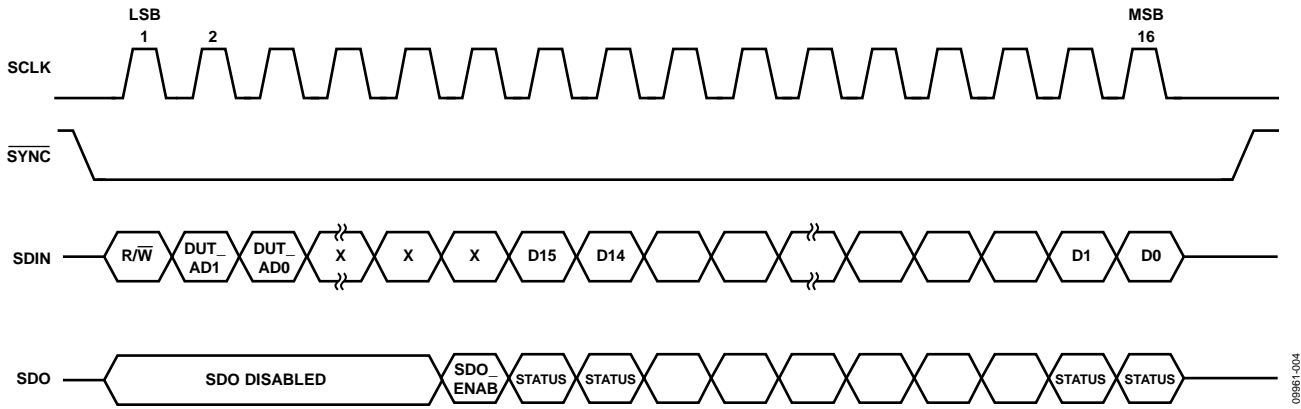 LSB MSB
1 2 16
SCLK
SYNC
SDIN R/W DUT_ DUT_ X X X D15 D14 D1 D0
AD1 AD0
SDO SDO DISABLED SDO_ STATUS STATUS STATUS STATUS
ENAB
09961-004